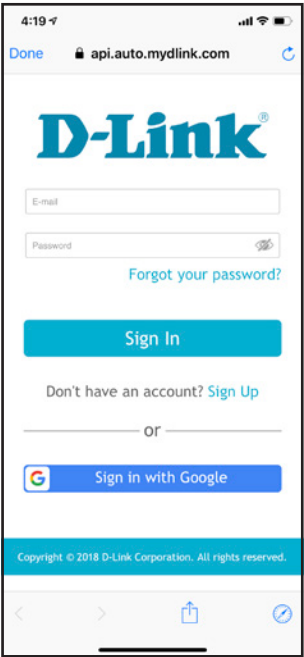 4:19
Done api.auto.mydlink.com
D-Link®
E-mail
Password
Forgot your password?
Sign In
Don't have an account? Sign Up
or
G Sign in with Google
Copyright © 2018 D-Link Corporation. All rights reserved.